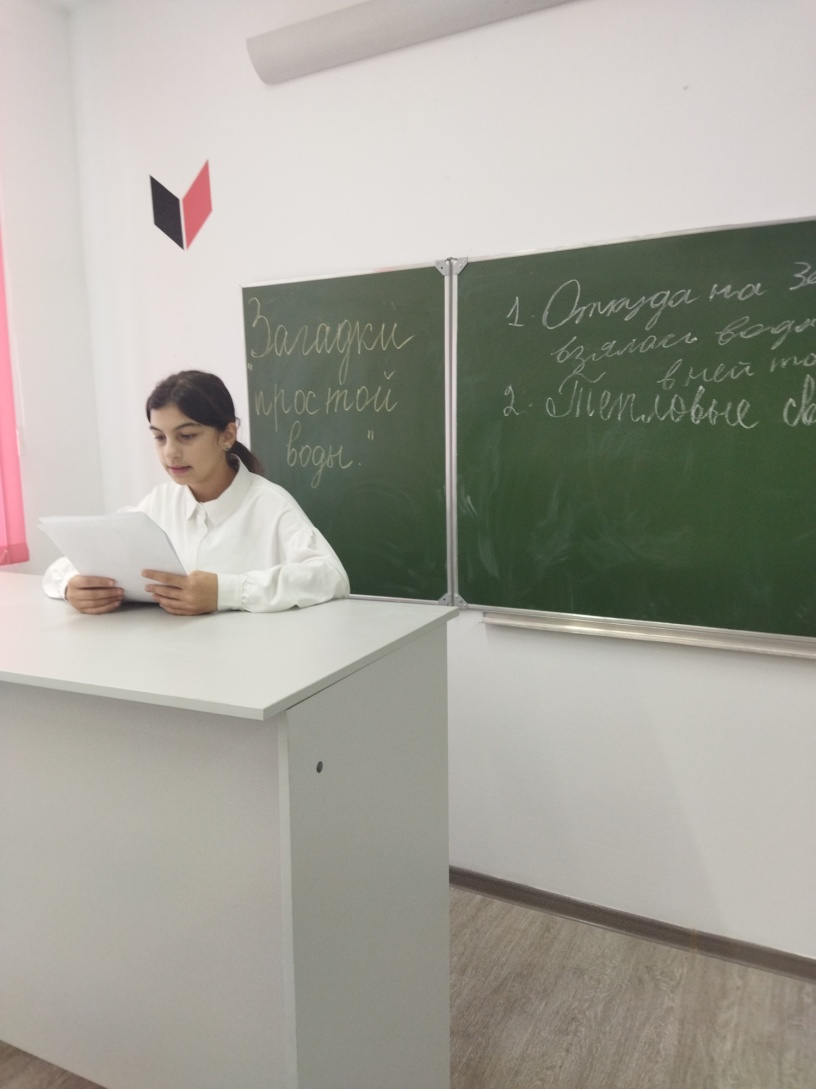 Загадки
"простой
воды."
1. Откуда на
взялась вода
в ней
2. Тепловые